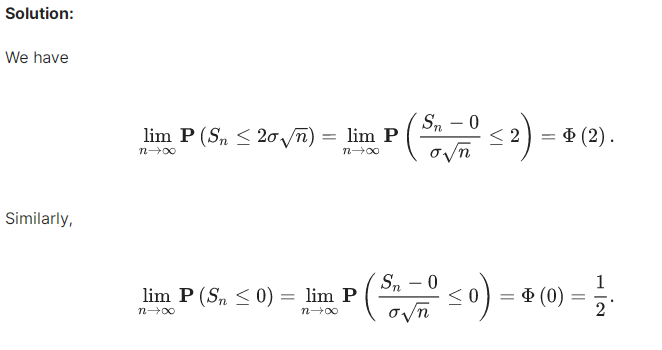 Solution:
We have
lim_{n→∞} P (S_n ≤ 2σ√n) = lim_{n→∞} P ( (S_n − 0)/(σ√n) ≤ 2 ) = Φ (2) .
Similarly,
lim_{n→∞} P (S_n ≤ 0) = lim_{n→∞} P ( (S_n − 0)/(σ√n) ≤ 0 ) = Φ (0) = 1/2 .